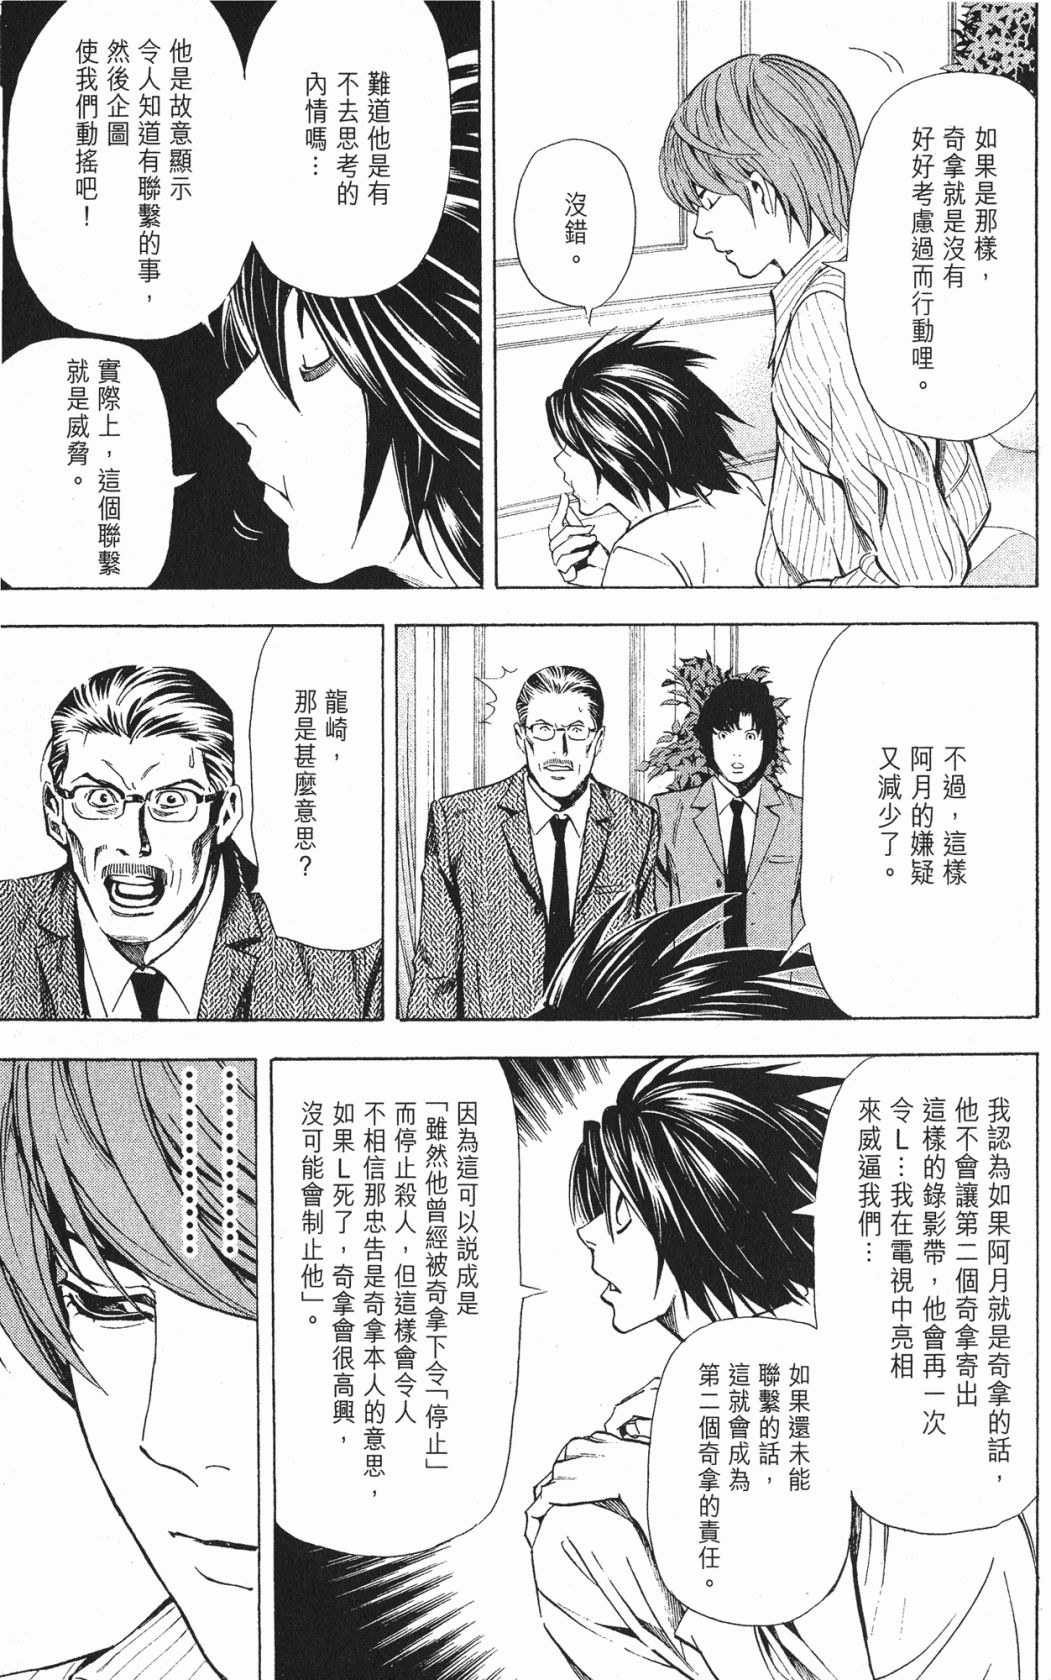 如果是那樣，
奇拿就是沒有
好好考慮過而行動哩。
沒錯。
難道他是有
不去思考的
內情嗎…
他是故意顯示
令人知道有聯繫的事，
然後企圖
使我們動搖吧！
實際上，這個聯繫
就是威脅。
不過，這樣
阿月的嫌疑
又減少了。
龍崎，
那是甚麼意思？
我認為如果阿月就是奇拿的話，
他不會讓第二個奇拿寄出
這樣的錄影帶，他會再一次
令L…我在電視中亮相
來威逼我們…
如果還未能
聯繫的話，
這就會成為
第二個奇拿的責任。
因為這可以說成是
「雖然他曾經被奇拿下令「停止」
而停止殺人，但這樣會令人
不相信那忠告是奇拿本人的意思，
如果L死了，奇拿會很高興，
沒可能會制止他」。
………………
………………